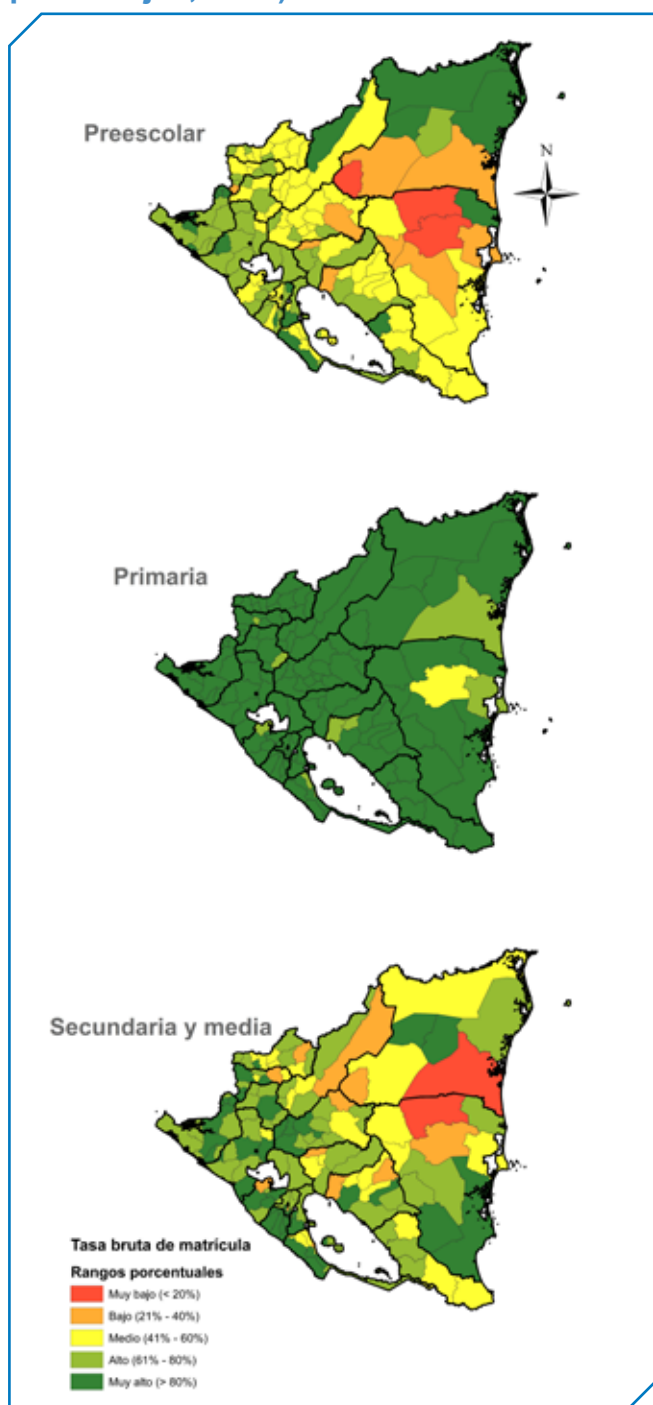 Preescolar
N
Primaria
Secundaria y media
Tasa bruta de matrícula
Rangos porcentuales
Muy bajo (< 20%)
Bajo (21% - 40%)
Medio (41% - 60%)
Alto (61% - 80%)
Muy alto (> 80%)